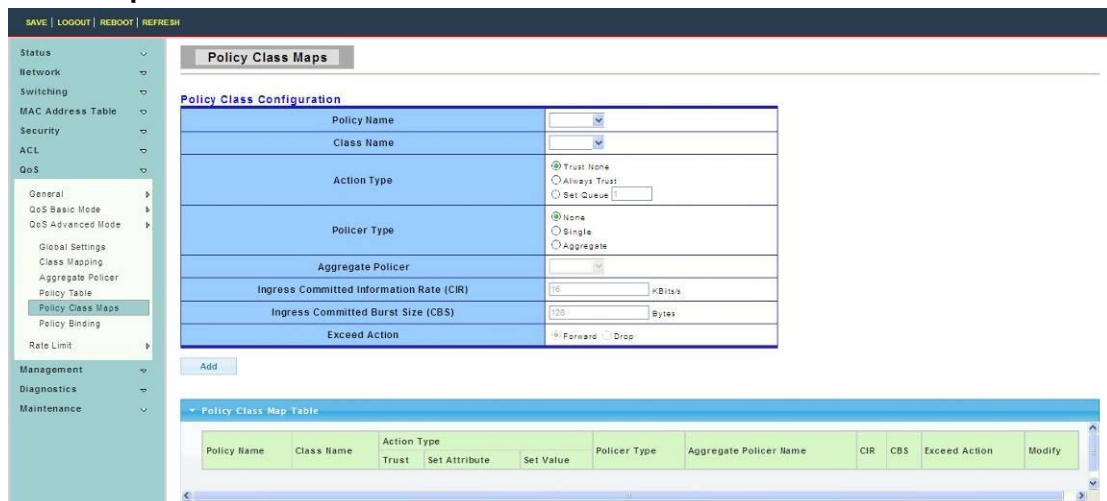 SAVE | LOGOUT | REBOOT | REFRESH
Status
Network
Switching
MAC Address Table
Security
ACL
QoS
General
QoS Basic Mode
QoS Advanced Mode
Global Settings
Class Mapping
Aggregate Policer
Policy Table
Policy Class Maps
Policy Binding
Rate Limit
Management
Diagnostics
Maintenance
Policy Class Maps
Policy Class Configuration
Policy Name
Class Name
Action Type
Trust None
Always Trust
Set Queue 1
Policer Type
None
Single
Aggregate
Aggregate Policer
Ingress Committed Information Rate (CIR) 16 KBits/s
Ingress Committed Burst Size (CBS) 128 Bytes
Exceed Action Forward Drop
Add
Policy Class Map Table
Policy Name Class Name Action Type Policer Type Aggregate Policer Name CIR CBS Exceed Action Modify
Trust Set Attribute Set Value